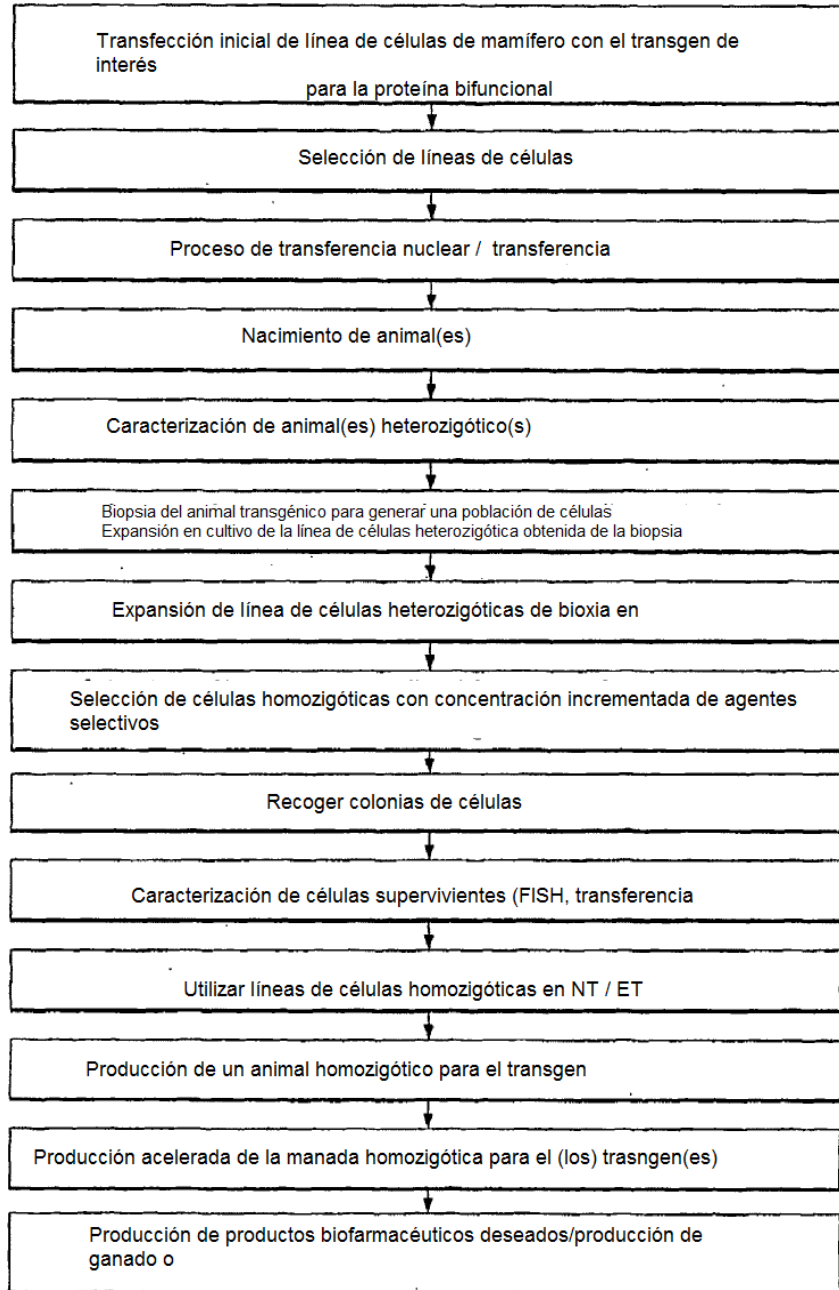 Transfección inicial de línea de células de mamífero con el transgen de
interés
para la proteína bifuncional
Selección de líneas de células
Proceso de transferencia nuclear / transferencia
Nacimiento de animal(es)
Caracterización de animal(es) heterozigótico(s)
Biopsia del animal transgénico para generar una población de células
Expansión en cultivo de la línea de células heterozigótica obtenida de la biopsia
Expansión de línea de células heterozigóticas de bioxia en
Selección de células homozigóticas con concentración incrementada de agentes
selectivos
Recoger colonias de células
Caracterización de células supervivientes (FISH, transferencia
Utilizar líneas de células homozigóticas en NT / ET
Producción de un animal homozigótico para el transgen
Producción acelerada de la manada homozigótica para el (los) trasngen(es)
Producción de productos biofarmacéuticos deseados/producción de
ganado o